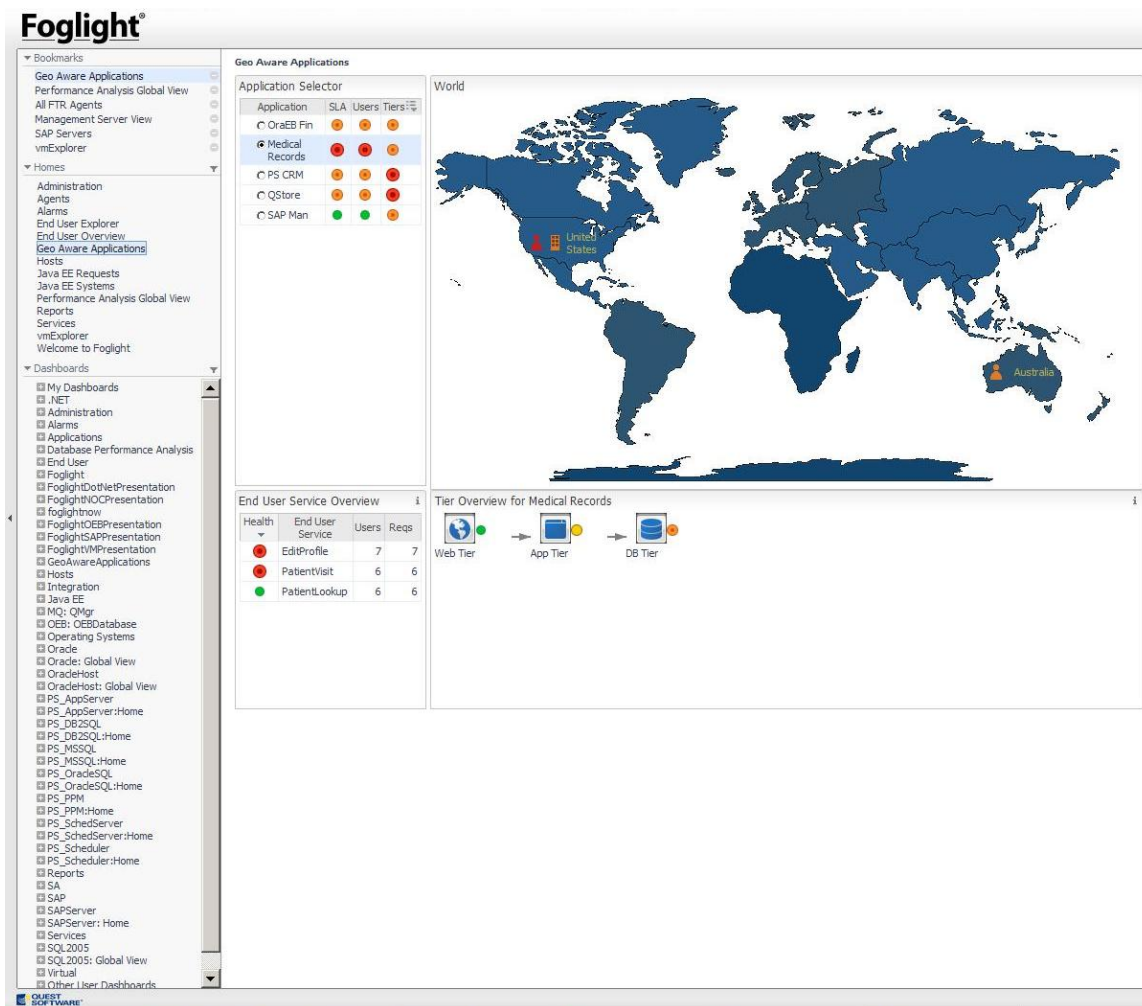 Foglight®
Bookmarks
Geo Aware Applications
Performance Analysis Global View
All FTR Agents
Management Server View
SAP Servers
vmExplorer
Homes
Administration
Agents
Alarms
End User Explorer
End User Overview
Geo Aware Applications
Hosts
Java EE Requests
Java EE Systems
Performance Analysis Global View
Reports
Services
vmExplorer
Welcome to Foglight
Dashboards
My Dashboards
.NET
Administration
Alarms
Applications
Database Performance Analysis
End User
Foglight
FoglightDotNetPresentation
FoglightNOCPresentation
foglightnow
FoglightOEBPresentation
FoglightSAPPresentation
FoglightVMPresentation
GeoAwareApplications
Hosts
Integration
Java EE
MQ: QMgr
OEB: OEBDatabase
Operating Systems
Oracle
Oracle: Global View
OracleHost
OracleHost: Global View
PS_AppServer
PS_AppServer:Home
PS_DB2SQL
PS_DB2SQL:Home
PS_MSSQL
PS_MSSQL:Home
PS_OracleSQL
PS_OracleSQL:Home
PS_PPM
PS_PPM:Home
PS_SchedServer
PS_SchedServer:Home
PS_Scheduler
PS_Scheduler:Home
Reports
SA
SAP
SAPServer
SAPServer: Home
Services
SQL2005
SQL2005: Global View
Virtual
Other User Dashboards
QUEST
SOFTWARE®
Geo Aware Applications
Application Selector
Application SLA Users Tiers
OraEB Fin
Medical
Records
PS CRM
QStore
SAP Man
World
United
States
Australia
End User Service Overview i
Health End User
Service Users Reqs
EditProfile 7 7
PatientVisit 6 6
PatientLookup 6 6
Tier Overview for Medical Records i
Web Tier App Tier DB Tier